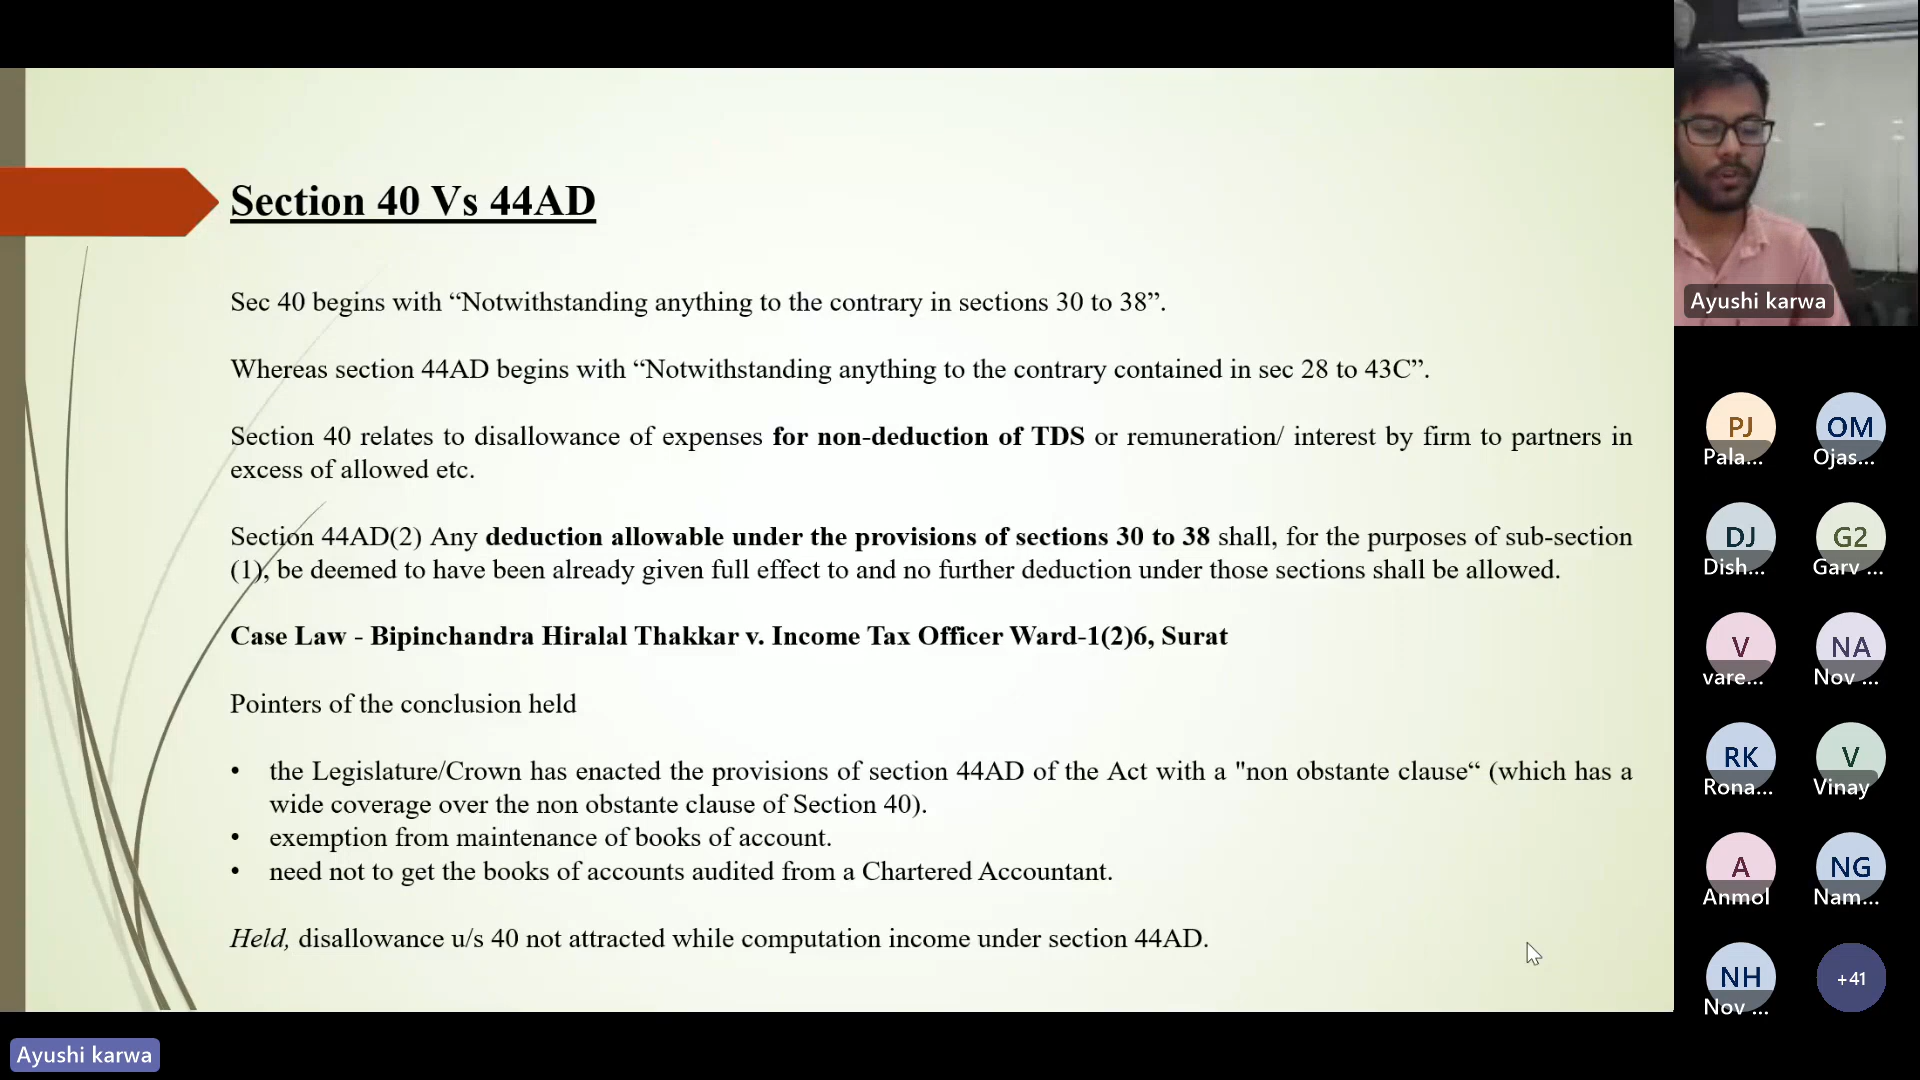 Section 40 Vs 44AD
Sec 40 begins with “Notwithstanding anything to the contrary in sections 30 to 38”.
Whereas section 44AD begins with “Notwithstanding anything to the contrary contained in sec 28 to 43C”.
Section 40 relates to disallowance of expenses for non-deduction of TDS or remuneration/ interest by firm to partners in
excess of allowed etc.
Section 44AD(2) Any deduction allowable under the provisions of sections 30 to 38 shall, for the purposes of sub-section
(1), be deemed to have been already given full effect to and no further deduction under those sections shall be allowed.
Case Law - Bipinchandra Hiralal Thakkar v. Income Tax Officer Ward-1(2)6, Surat
Pointers of the conclusion held
• the Legislature/Crown has enacted the provisions of section 44AD of the Act with a "non obstante clause“ (which has a
wide coverage over the non obstante clause of Section 40).
• exemption from maintenance of books of account.
• need not to get the books of accounts audited from a Chartered Accountant.
Held, disallowance u/s 40 not attracted while computation income under section 44AD.
Ayushi karwa
PJ
Pala...
OM
Ojas...
DJ
Dish...
G2
Garv ...
V
vare...
NA
Nov ...
RK
Rona...
V
Vinay
A
Anmol
NG
Nam...
NH
Nov ...
+41
Ayushi karwa